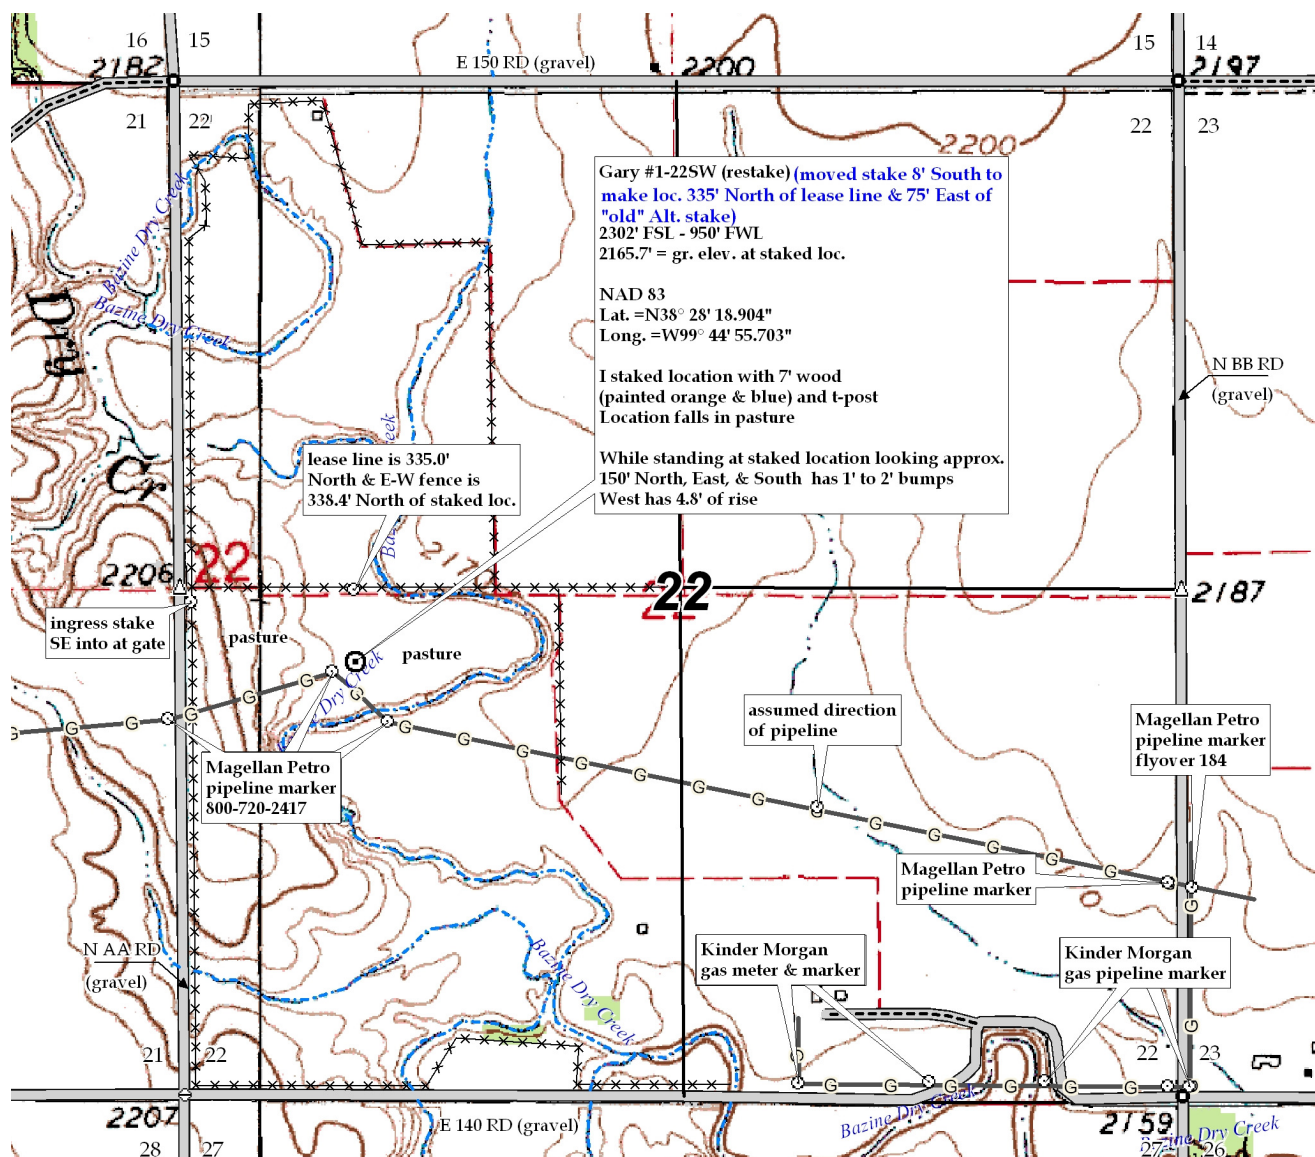 16 15
15 14
E 150 RD (gravel)
2182
2200
2197
21 22
22 23
2200
Gary #1-22SW (restake) (moved stake 8' South to
make loc. 335' North of lease line & 75' East of
"old" Alt. stake)
2302' FSL - 950' FWL
2165.7' = gr. elev. at staked loc.
NAD 83
Lat. =N38° 28' 18.904"
Long. =W99° 44' 55.703"
I staked location with 7' wood
(painted orange & blue) and t-post
Location falls in pasture
While standing at staked location looking approx.
150' North, East, & South has 1' to 2' bumps
West has 4.8' of rise
Bazine Dry Creek
Bazine Dry Creek
Dry
Cr
N BB RD
(gravel)
lease line is 335.0'
North & E-W fence is
338.4' North of staked loc.
2206
22
22
2187
ingress stake
SE into at gate
pasture
pasture
Dry Creek
assumed direction
of pipeline
Magellan Petro
pipeline marker
flyover 184
Magellan Petro
pipeline marker
800-720-2417
G G G G G G G G G G G G G G G G G G
Magellan Petro
pipeline marker
N AA RD
(gravel)
Bazine Dry Creek
Kinder Morgan
gas meter & marker
Kinder Morgan
gas pipeline marker
G G
G G G G G G G
21 22
22 23
2207
E 140 RD (gravel)
Bazine Dry Creek
2159
Bazine Dry Creek
28 27
27 26